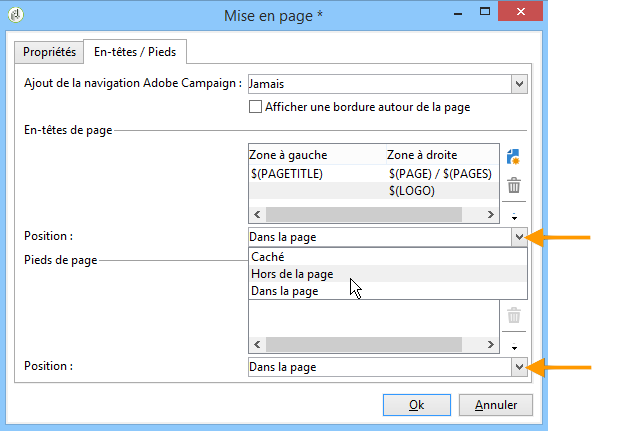 Mise en page *
Propriétés En-têtes / Pieds
Ajout de la navigation Adobe Campaign : Jamais
Afficher une bordure autour de la page
En-têtes de page
Zone à gauche Zone à droite
$(PAGETITLE) $(PAGE) / $(PAGES)
$(LOGO)
Position : Dans la page
Caché
Pieds de page
Hors de la page
Dans la page
Position : Dans la page
Ok Annuler